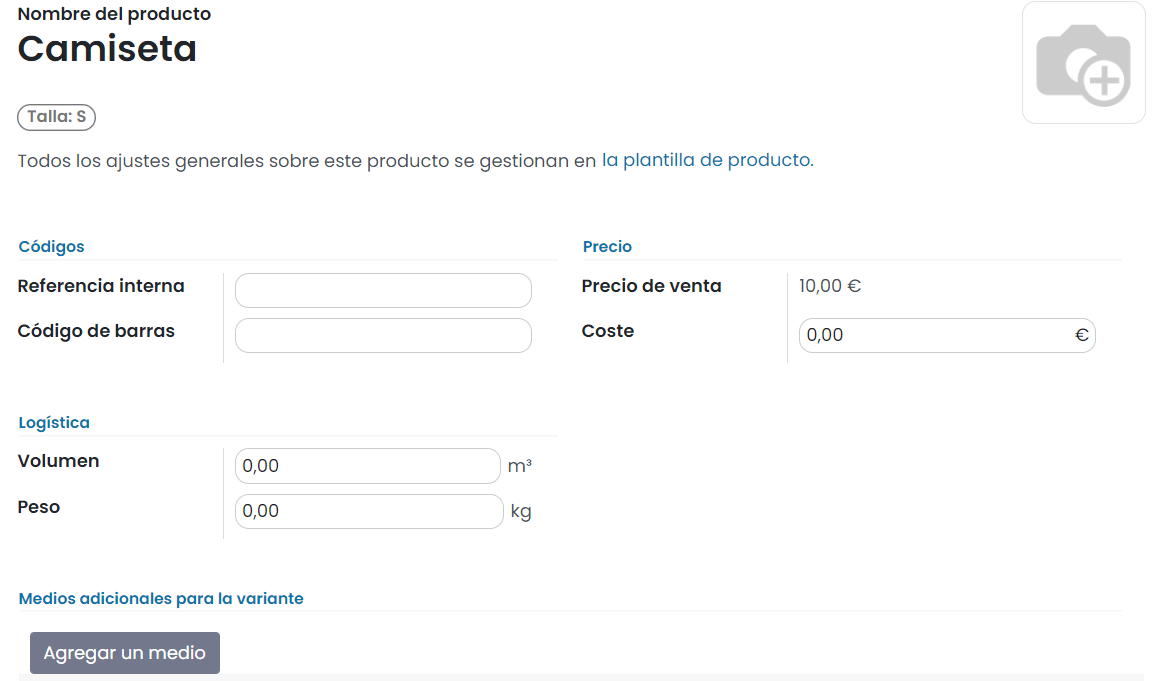 Nombre del producto
Camiseta
Talla: S
Todos los ajustes generales sobre este producto se gestionan en la plantilla de producto.
Códigos
Referencia interna
Código de barras
Precio
Precio de venta 10,00 €
Coste 0,00 €
Logística
Volumen 0,00 m³
Peso 0,00 kg
Medios adicionales para la variante
Agregar un medio